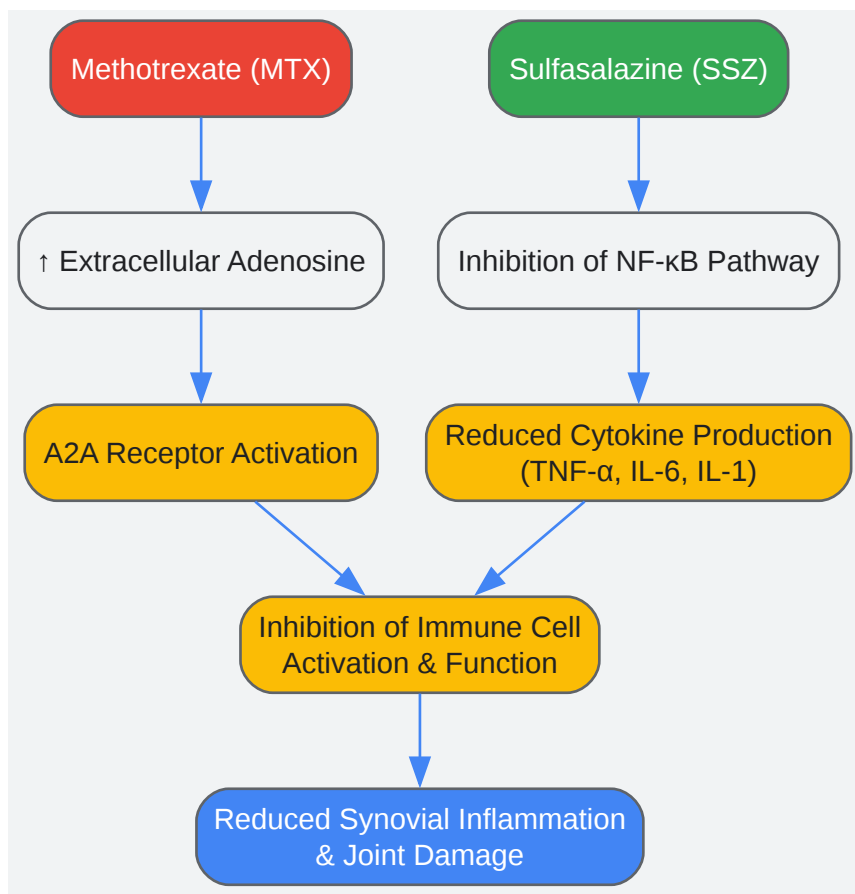 Methotrexate (MTX)
Sulfasalazine (SSZ)
↑ Extracellular Adenosine
Inhibition of NF-κB Pathway
A2A Receptor Activation
Reduced Cytokine Production
(TNF-α, IL-6, IL-1)
Inhibition of Immune Cell
Activation & Function
Reduced Synovial Inflammation
& Joint Damage